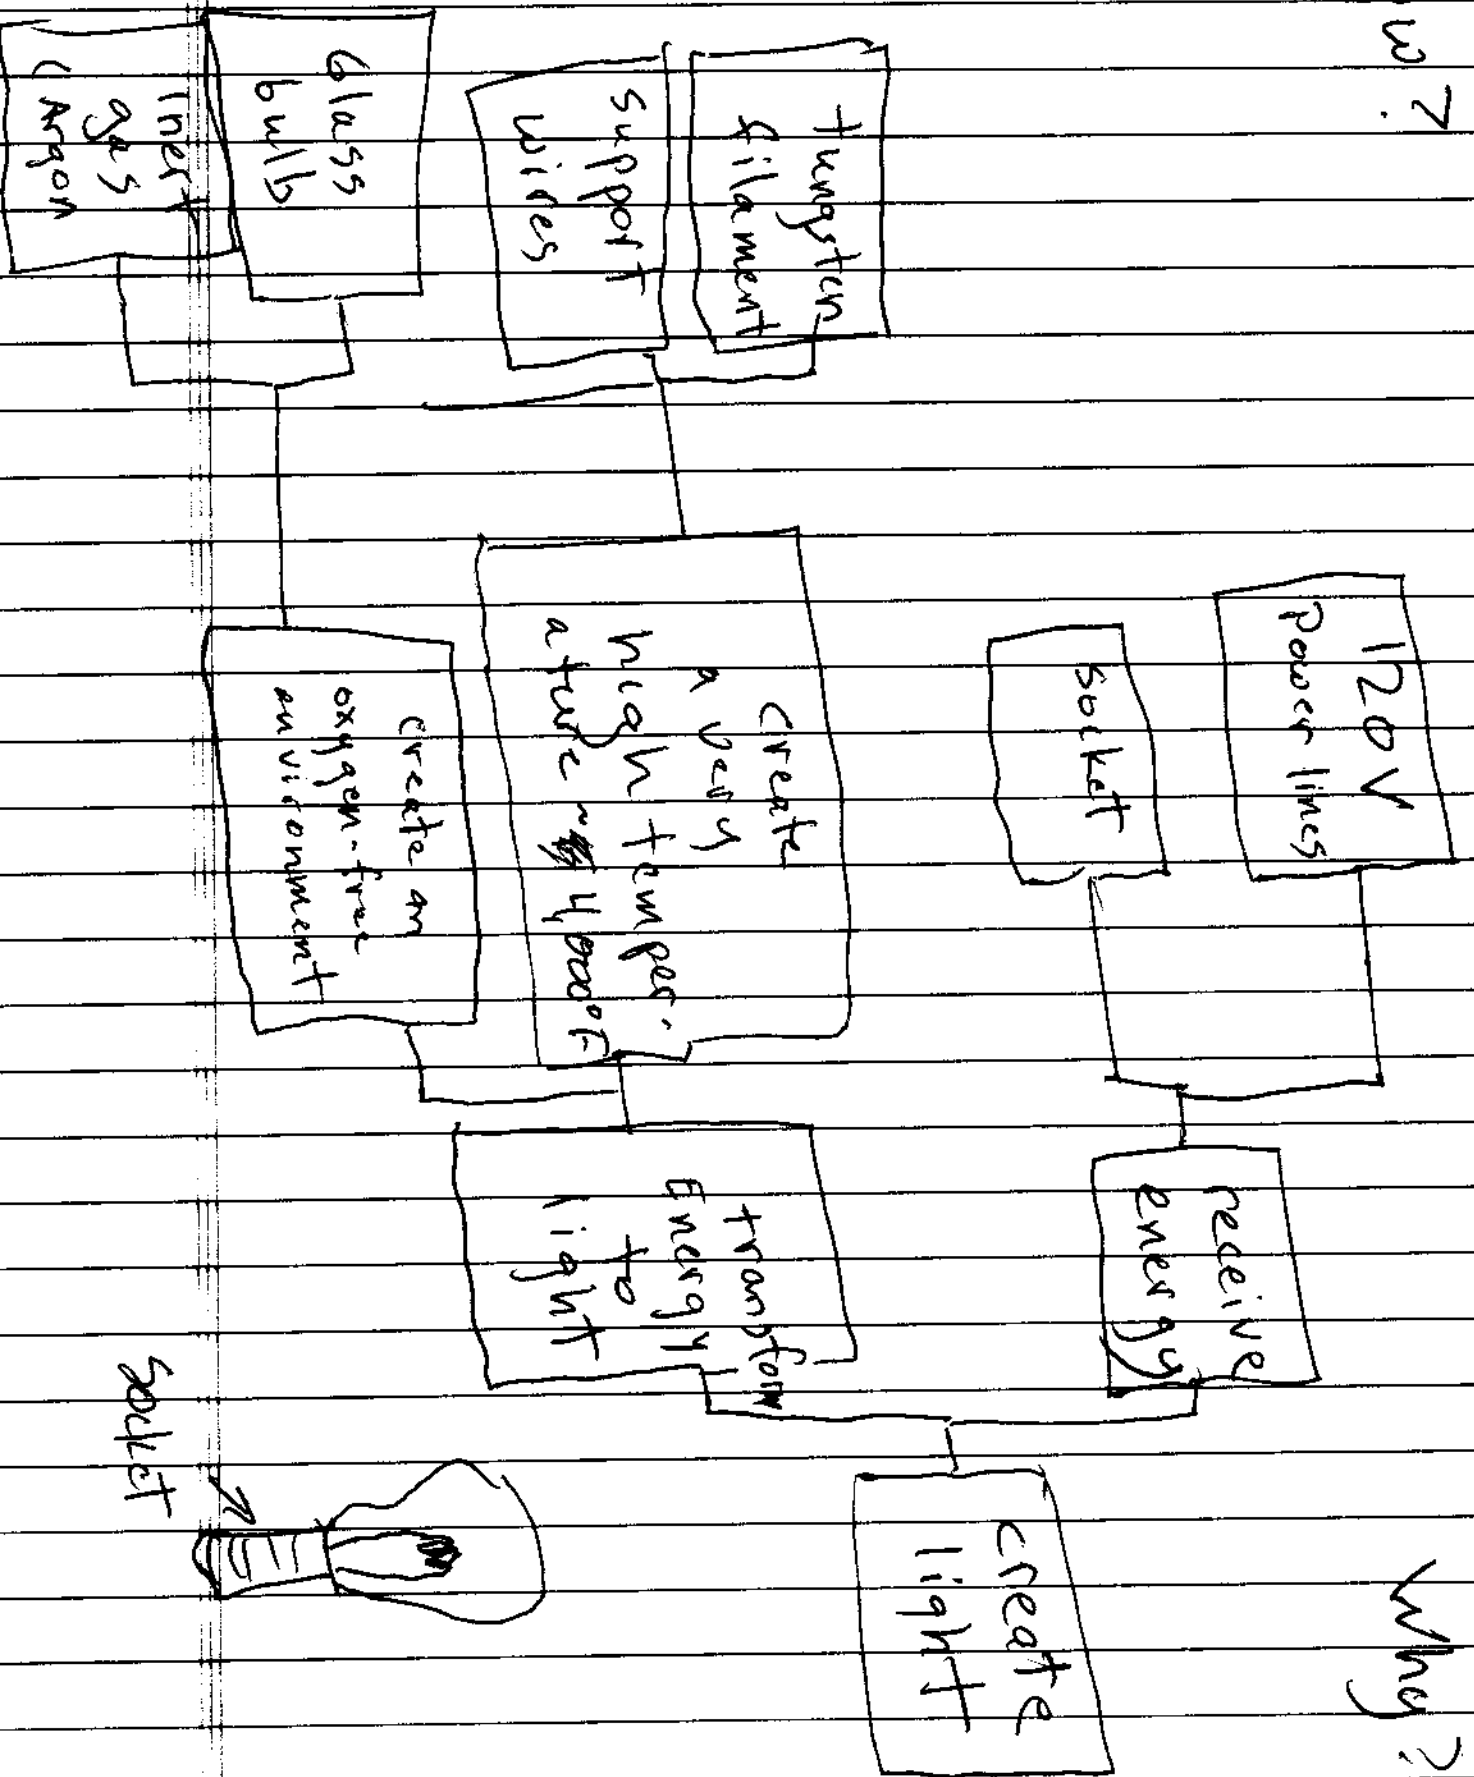 w?
Why?
120V
Power lines
Socket
receive
energy
create
light
tungsten
filament
support
wires
create
a very
high temper-
ature ~ 4000°F
transform
Energy
to
light
Glass
bulb
Inert
gas
(Argon
create an
oxygen-free
environment
Socket